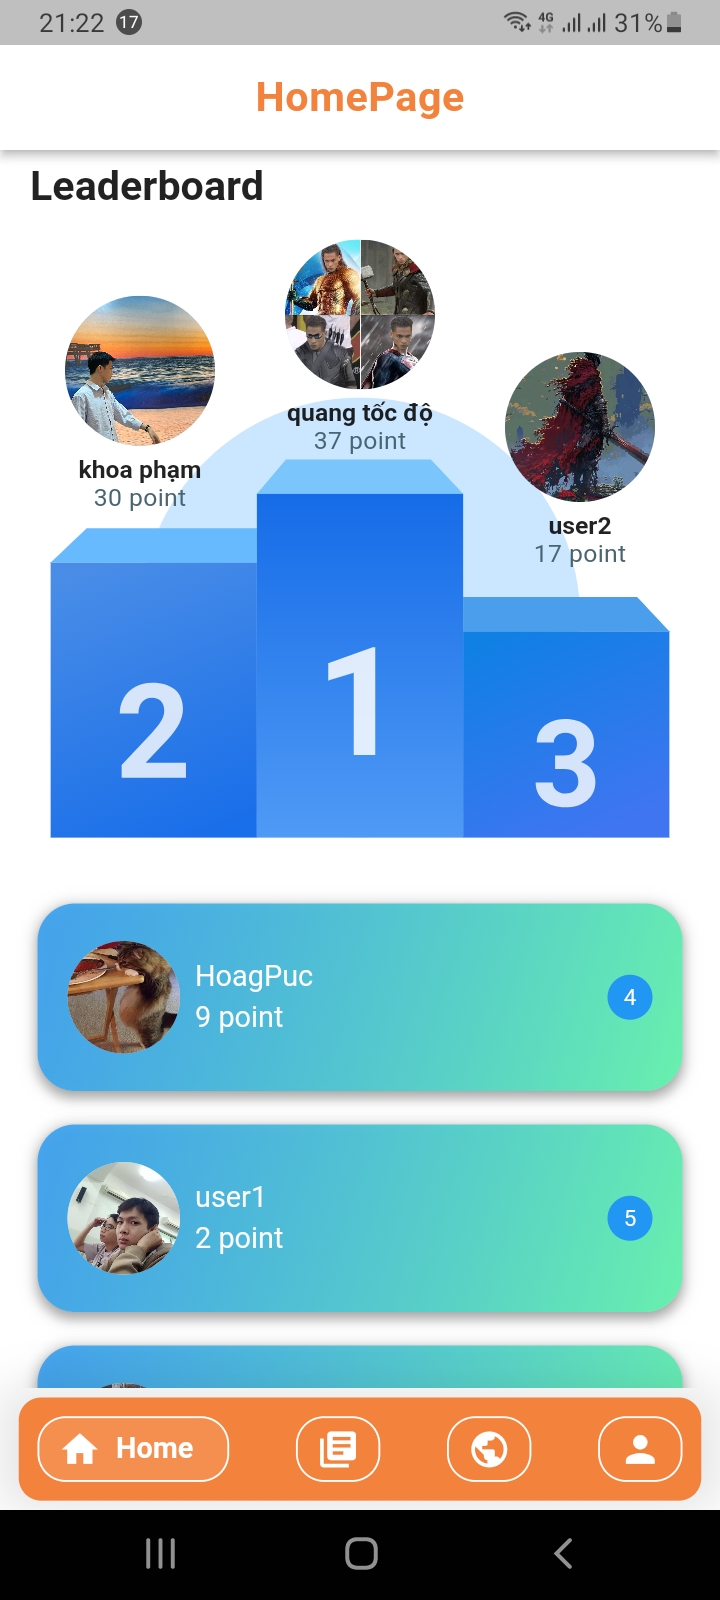 21:22 17 4G 31%
HomePage
Leaderboard
quang tốc độ
37 point
khoa phạm
30 point
user2
17 point
1
2
3
HoagPuc
9 point
4
user1
2 point
5
Home